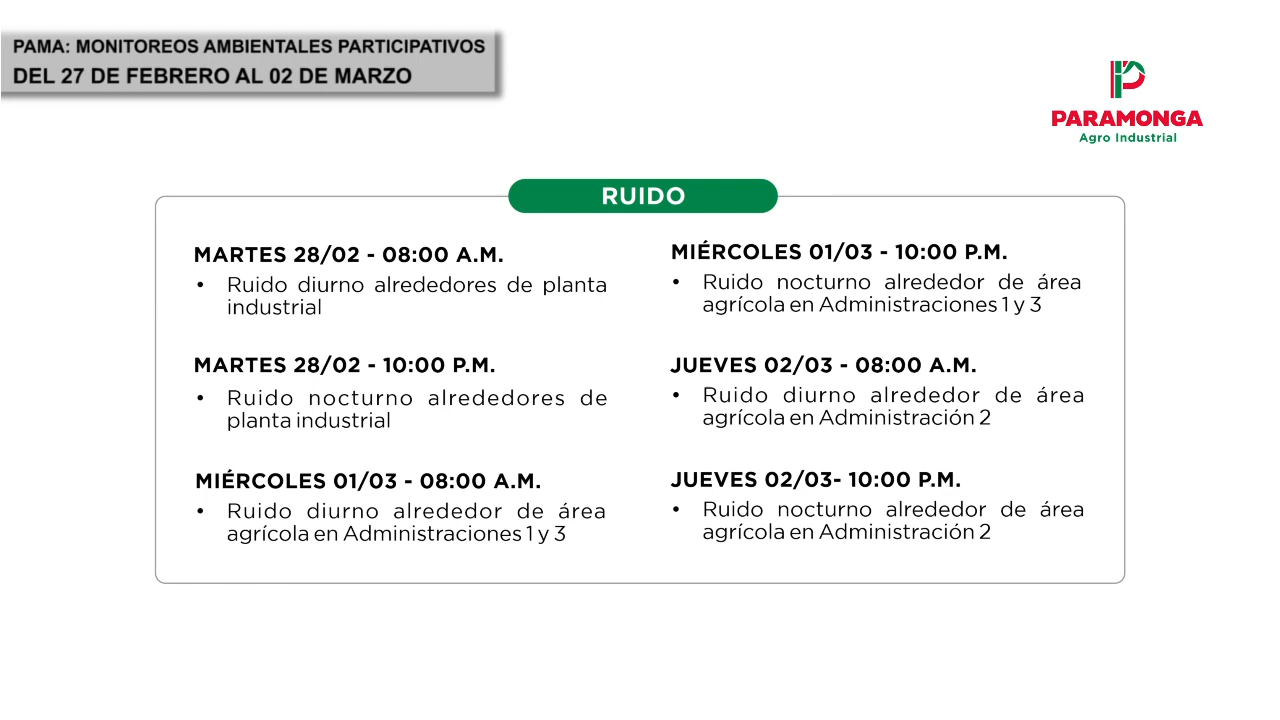 PAMA: MONITOREOS AMBIENTALES PARTICIPATIVOS
DEL 27 DE FEBRERO AL 02 DE MARZO
PARAMONGA
Agro Industrial
RUIDO
MARTES 28/02 - 08:00 A.M.
• Ruido diurno alrededores de planta
industrial
MARTES 28/02 - 10:00 P.M.
• Ruido nocturno alrededores de
planta industrial
MIÉRCOLES 01/03 - 08:00 A.M.
• Ruido diurno alrededor de área
agrícola en Administraciones 1 y 3
MIÉRCOLES 01/03 - 10:00 P.M.
• Ruido nocturno alrededor de área
agrícola en Administraciones 1 y 3
JUEVES 02/03 - 08:00 A.M.
• Ruido diurno alrededor de área
agrícola en Administración 2
JUEVES 02/03- 10:00 P.M.
• Ruido nocturno alrededor de área
agrícola en Administración 2